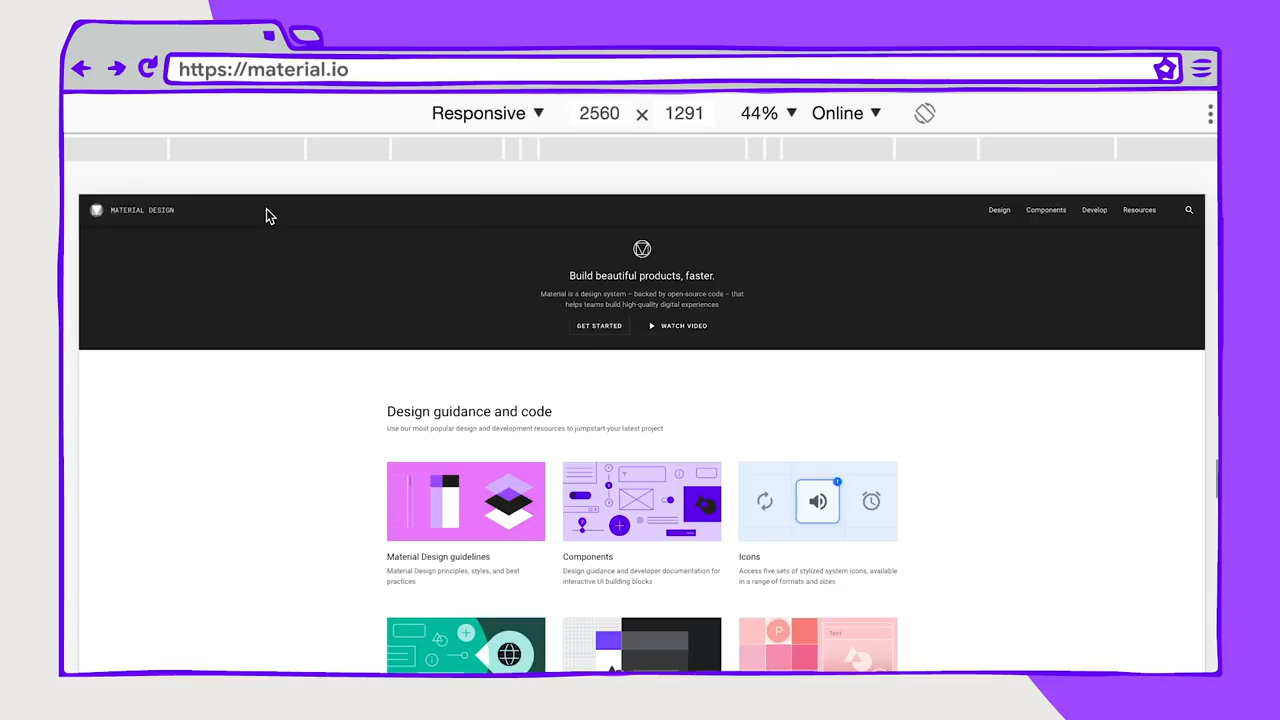 https://material.io
Responsive ▼ 2560 × 1291 44% ▼ Online ▼
MATERIAL DESIGN Design Components Develop Resources
Build beautiful products, faster.
Material is a design system – backed by open-source code – that
helps teams build high-quality digital experiences
GET STARTED WATCH VIDEO
Design guidance and code
Use our most popular design and development resources to jumpstart your latest project
1
Material Design guidelines
Material Design principles, styles, and best
practices
Components
Design guidance and developer documentation for
interactive UI building blocks
Icons
Access five sets of stylized system icons, available
in a range of formats and sizes
P
Text